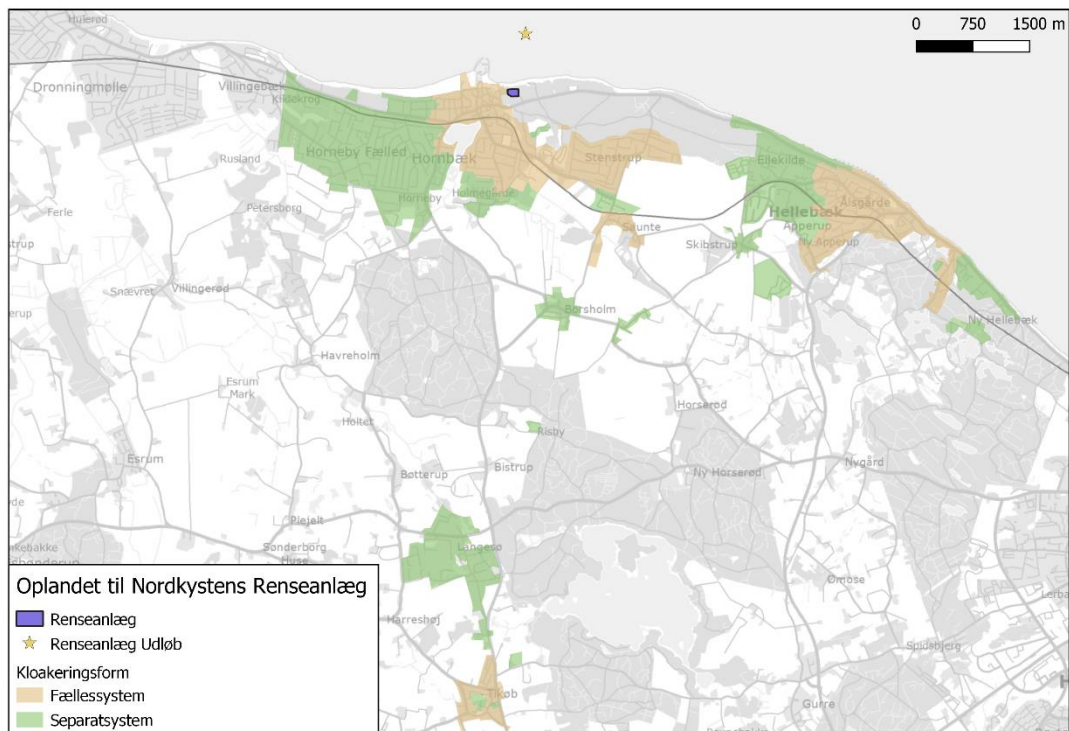 Hulerød
0 750 1500 m
Dronningmølle
Villingebæk
Kildekrog
Rusland
Horneby Fælled
Hornbæk
Stenstrup
Ellekilde
Holmegårde
Horneby
Ålsgårde
Hellebæk
Apperup
Petersborg
Ferle
Saunte
Skibstrup
Ny Apperup
Snævret
Villingerød
Borsholm
Ny Hellebæk
Havreholm
Esrum
Mark
Horserød
Holtet
Risby
Esrum
Bøtterup
Bistrup
Ny Horserød
Nygård
Plejelt
Sønderborg
Huse
Langesø
Ømose
Harreshøj
Spidsbjerg
Tikøb
Gurre
Oplandet til Nordkystens Renseanlæg
Renseanlæg
Renseanlæg Udløb
Kloakeringsform
Fællessystem
Separatsystem